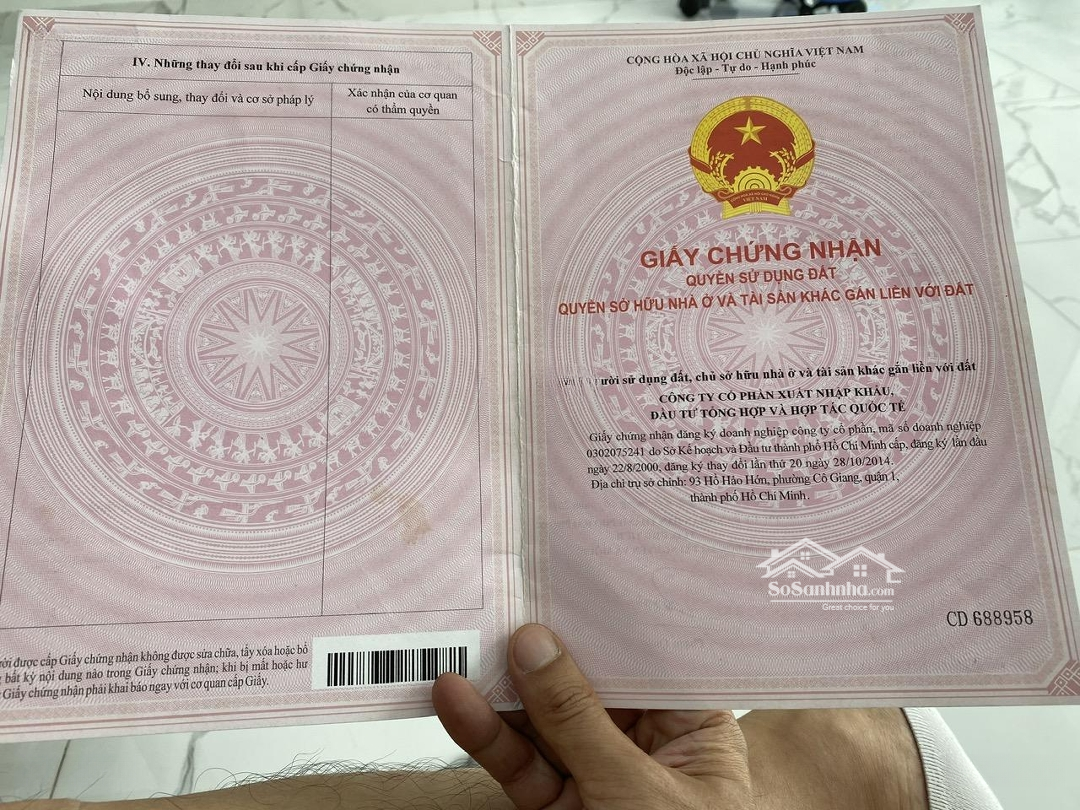 IV. Những thay đổi sau khi cấp Giấy chứng nhận
Nội dung bổ sung, thay đổi và cơ sở pháp lý
Xác nhận của cơ quan
có thẩm quyền
ời được cấp Giấy chứng nhận không được sửa chữa, tẩy xóa hoặc bổ
bất kỳ nội dung nào trong Giấy chứng nhận; khi bị mất hoặc hư
Giấy chứng nhận phải khai báo ngay với cơ quan cấp Giấy.
CỘNG HÒA XÃ HỘI CHỦ NGHĨA VIỆT NAM
Độc lập - Tự do - Hạnh phúc
VIỆT NAM
GIẤY CHỨNG NHẬN
QUYỀN SỬ DỤNG ĐẤT
QUYỀN SỞ HỮU NHÀ Ở VÀ TÀI SẢN KHÁC GẮN LIỀN VỚI ĐẤT
ười sử dụng đất, chủ sở hữu nhà ở và tài sản khác gắn liền với đất
CÔNG TY CỔ PHẦN XUẤT NHẬP KHẨU,
ĐẦU TƯ TỔNG HỢP VÀ HỢP TÁC QUỐC TẾ
Giấy chứng nhận đăng ký doanh nghiệp công ty cổ phần, mã số doanh nghiệp
0302075241 do Sở Kế hoạch và Đầu tư thành phố Hồ Chí Minh cấp, đăng ký lần đầu
ngày 22/8/2000, đăng ký thay đổi lần thứ 20 ngày 28/10/2014.
Địa chỉ trụ sở chính: 93 Hồ Hảo Hớn, phường Cô Giang, quận 1,
thành phố Hồ Chí Minh.
SoSanhnha.com
Great choice for you
CD 688958